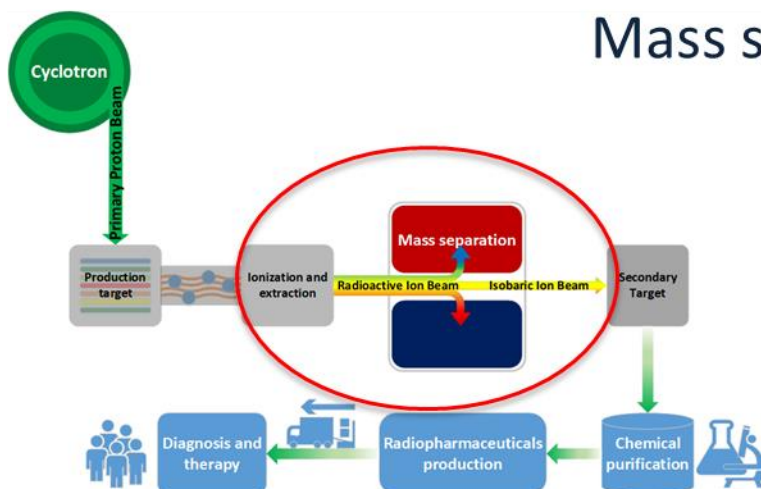 Mass s
Cyclotron
Primary Proton Beam
Production
target
Ionization and
extraction
Mass separation
Radioactive Ion Beam
Isobaric Ion Beam
Secondary
Target
Diagnosis and
therapy
Radiopharmaceuticals
production
Chemical
purification